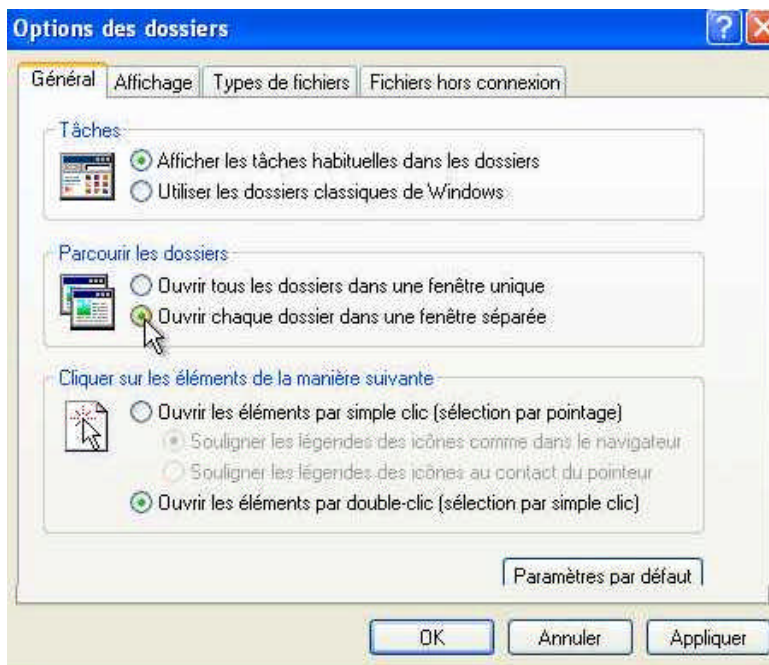 Options des dossiers
Général
Affichage
Types de fichiers
Fichiers hors connexion
Tâches
Afficher les tâches habituelles dans les dossiers
Utiliser les dossiers classiques de Windows
Parcourir les dossiers
Ouvrir tous les dossiers dans une fenêtre unique
Ouvrir chaque dossier dans une fenêtre séparée
Cliquer sur les éléments de la manière suivante
Ouvrir les éléments par simple clic (sélection par pointage)
Souligner les légendes des icônes comme dans le navigateur
Souligner les légendes des icônes au contact du pointeur
Ouvrir les éléments par double-clic (sélection par simple clic)
Paramètres par défaut
OK
Annuler
Appliquer